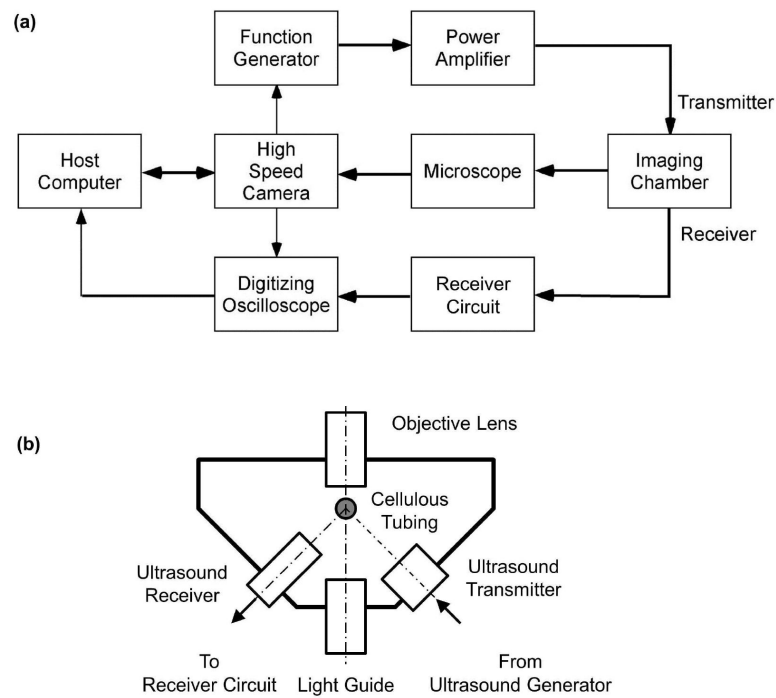 (a)
Function
Generator
Power
Amplifier
Transmitter
Host
Computer
High
Speed
Camera
Microscope
Imaging
Chamber
Receiver
Digitizing
Oscilloscope
Receiver
Circuit
(b)
Objective Lens
Cellulous
Tubing
Ultrasound
Receiver
Ultrasound
Transmitter
To
Receiver Circuit
Light Guide
From
Ultrasound Generator